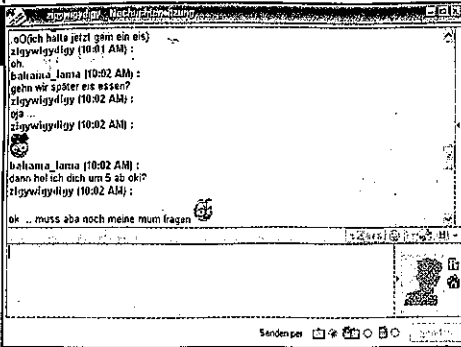 zigywigydigy - Nachrichtensitzung
.oO(ich hätte jetzt gern ein eis)
zigywigydigy (10:01 AM) :
oh.
bahama_lama (10:02 AM) :
gehn wir später eis essen?
zigywigydigy (10:02 AM) :
oja ...
zigywigydigy (10:02 AM) :
bahama_lama (10:02 AM) :
dann hol ich dich um 5 ab oki?
zigywigydigy (10:02 AM) :
ok ... muss aba noch meine mum fragen
Senden per
Senden